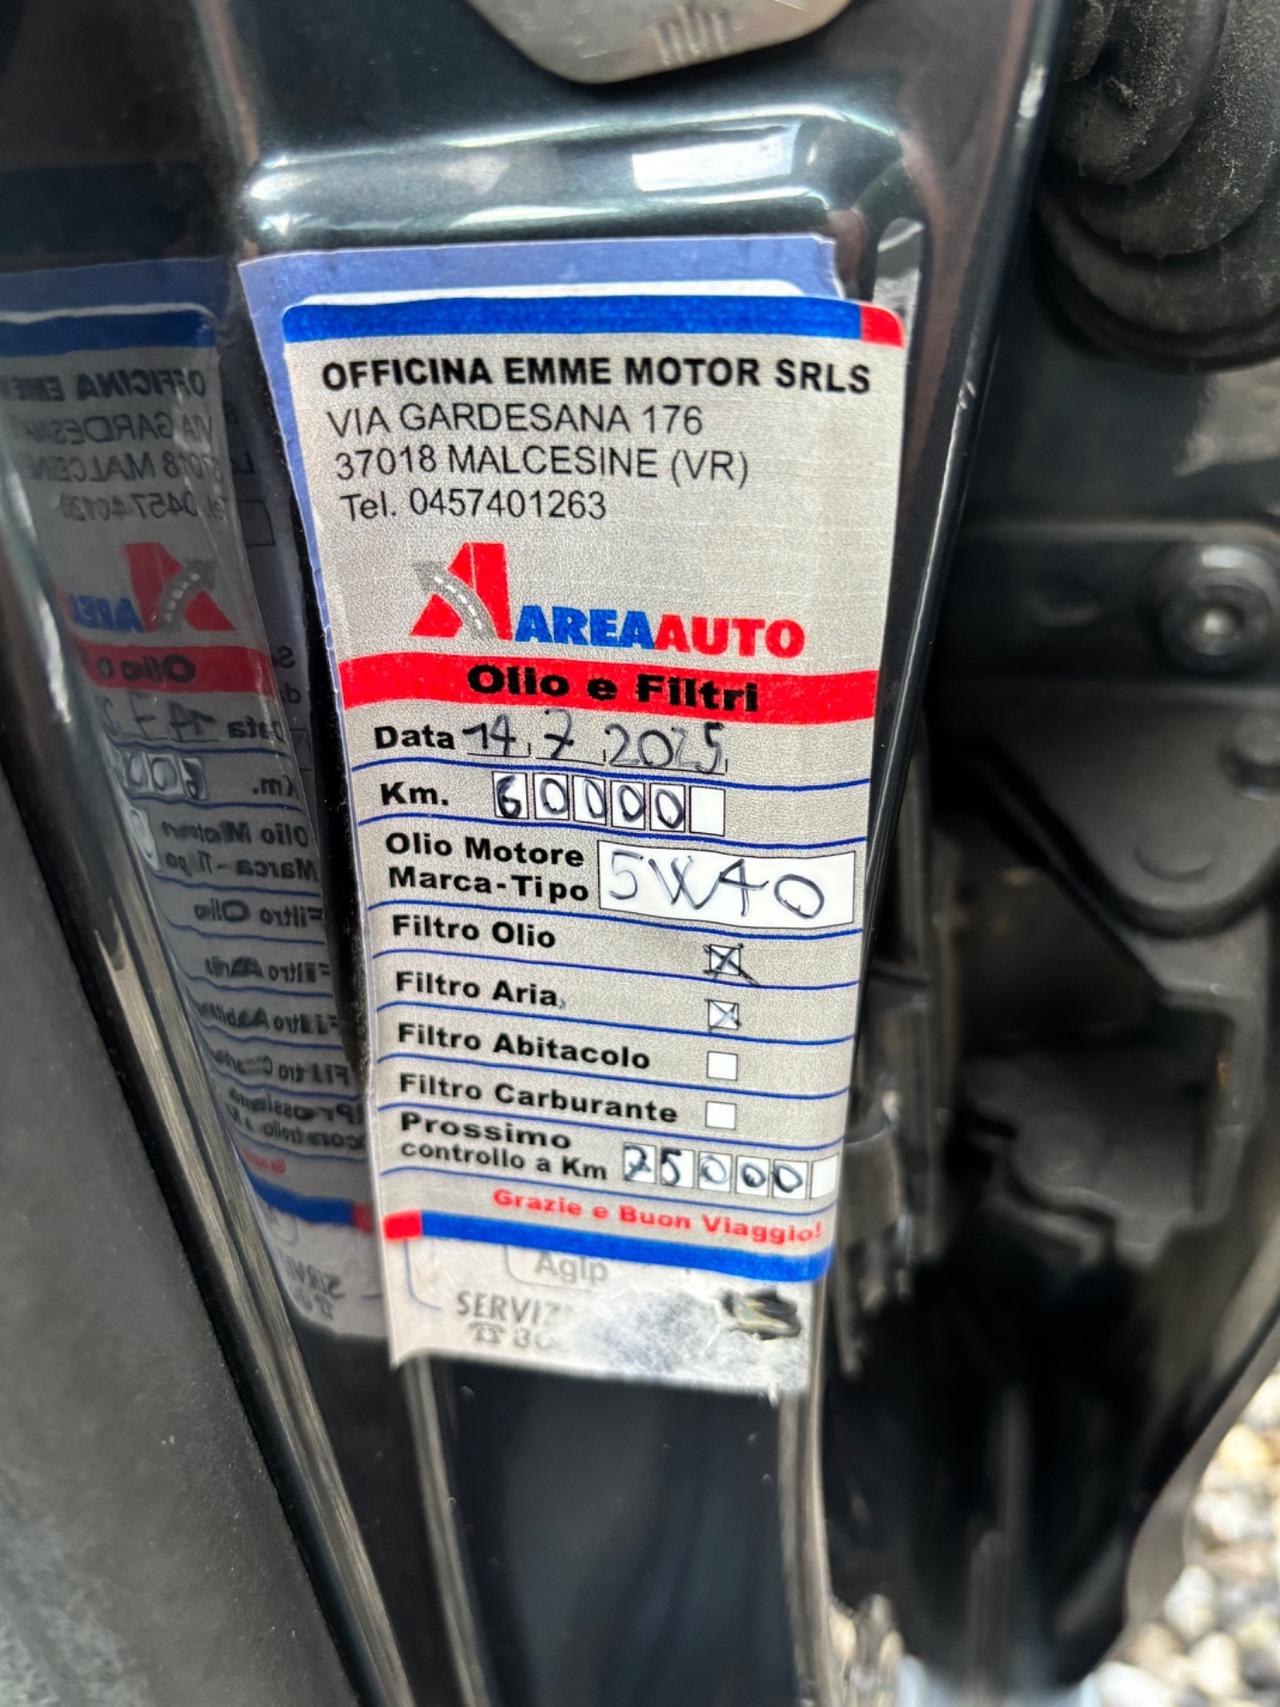 OFFICINA EMME MOTOR SRLS
VIA GARDESANA 176
37018 MALCESINE (VR)
Tel. 0457401263
AREAAUTO
Olio e Filtri
Data 14.7.2025
Km. 60000
Olio Motore
Marca-Tipo 5W40
Filtro Olio
Filtro Aria
Filtro Abitacolo
Filtro Carburante
Prossimo
controllo a Km 75000
Grazie e Buon Viaggio!
Agip